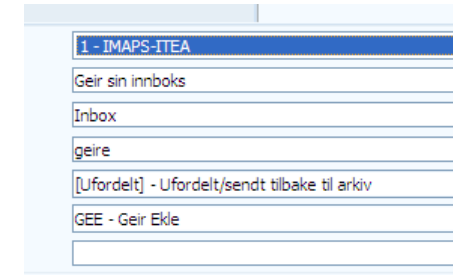 1 - IMAPS-ITEA
Geir sin innboks
Inbox
geire
[Ufordelt] - Ufordelt/sendt tilbake til arkiv
GEE - Geir Ekle